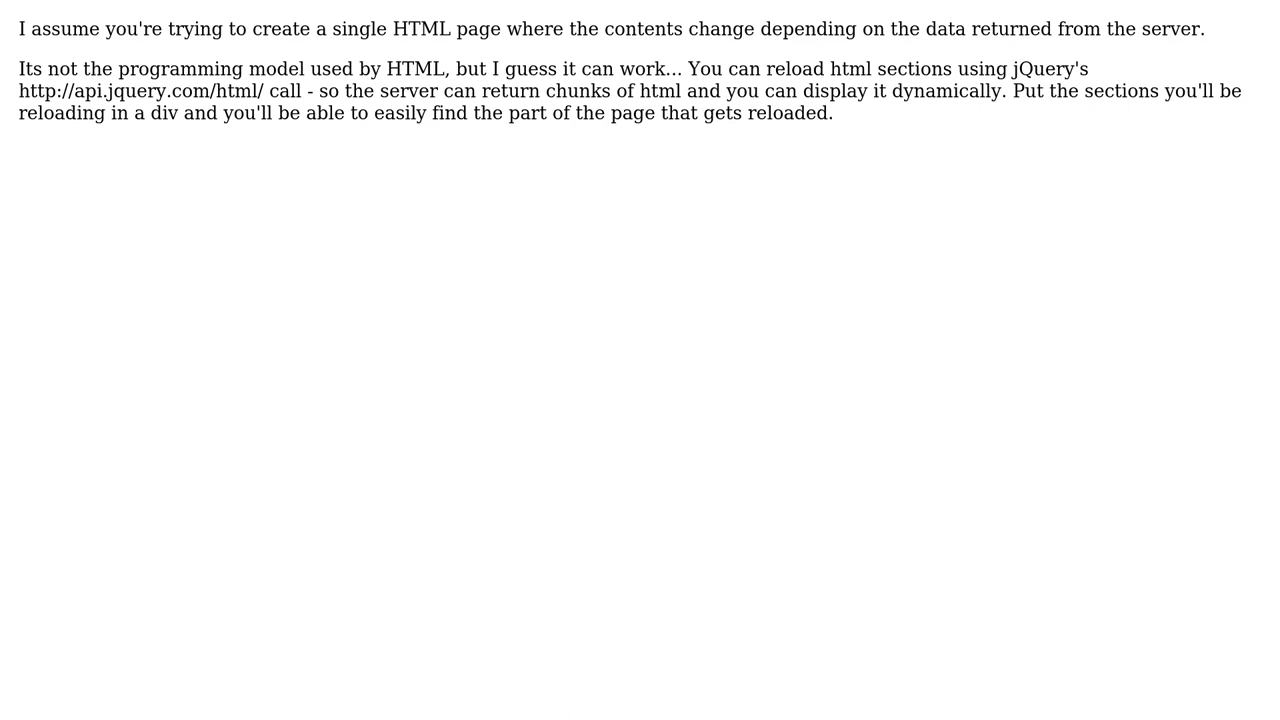 I assume you're trying to create a single HTML page where the contents change depending on the data returned from the server.
Its not the programming model used by HTML, but I guess it can work... You can reload html sections using jQuery's
http://api.jquery.com/html/ call - so the server can return chunks of html and you can display it dynamically. Put the sections you'll be
reloading in a div and you'll be able to easily find the part of the page that gets reloaded.